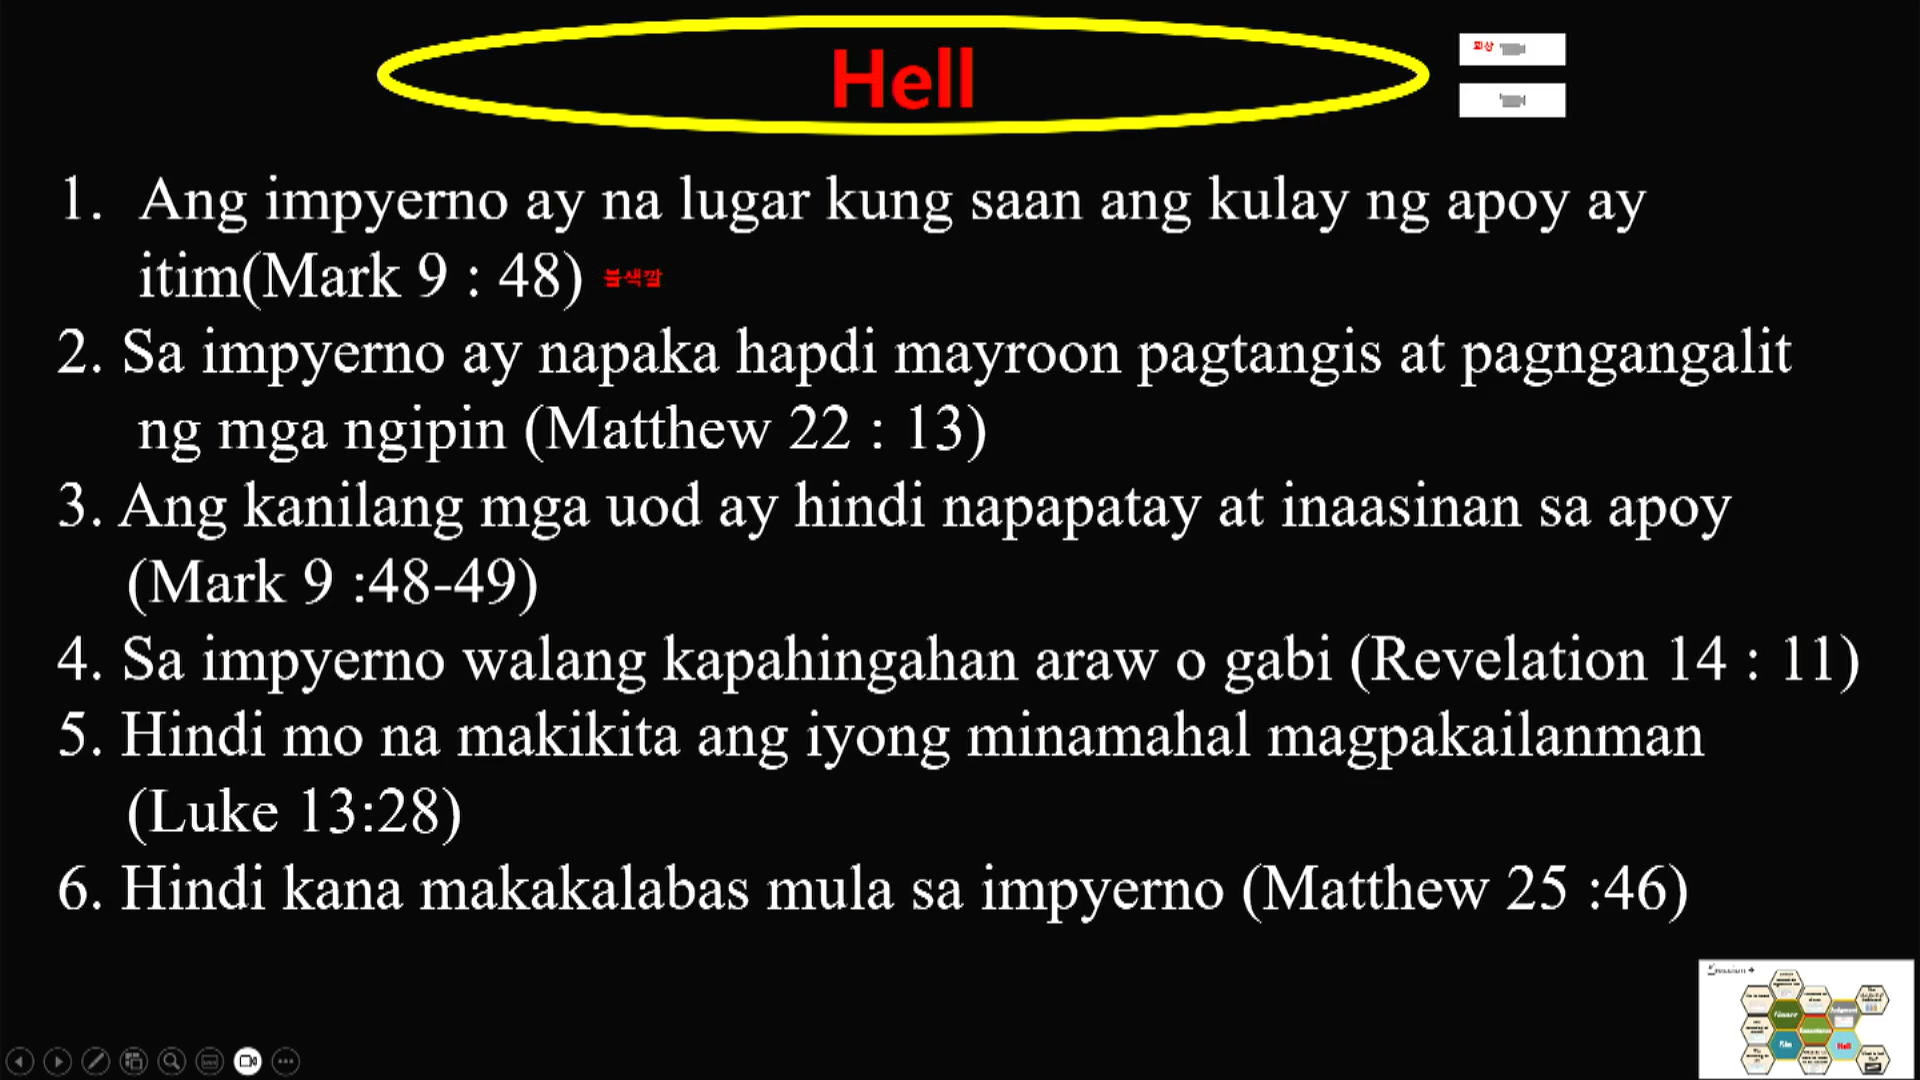 Hell
1. Ang impyerno ay na lugar kung saan ang kulay ng apoy ay
itim(Mark 9 : 48) 불색깔
2. Sa impyerno ay napaka hapdi mayroon pagtangis at pagngangalit
ng mga ngipin (Matthew 22 : 13)
3. Ang kanilang mga uod ay hindi napapatay at inaasinan sa apoy
(Mark 9 :48-49)
4. Sa impyerno walang kapahingahan araw o gabi (Revelation 14 : 11)
5. Hindi mo na makikita ang iyong minamahal magpakailanman
(Luke 13:28)
6. Hindi kana makakalabas mula sa impyerno (Matthew 25 :46)
Hell